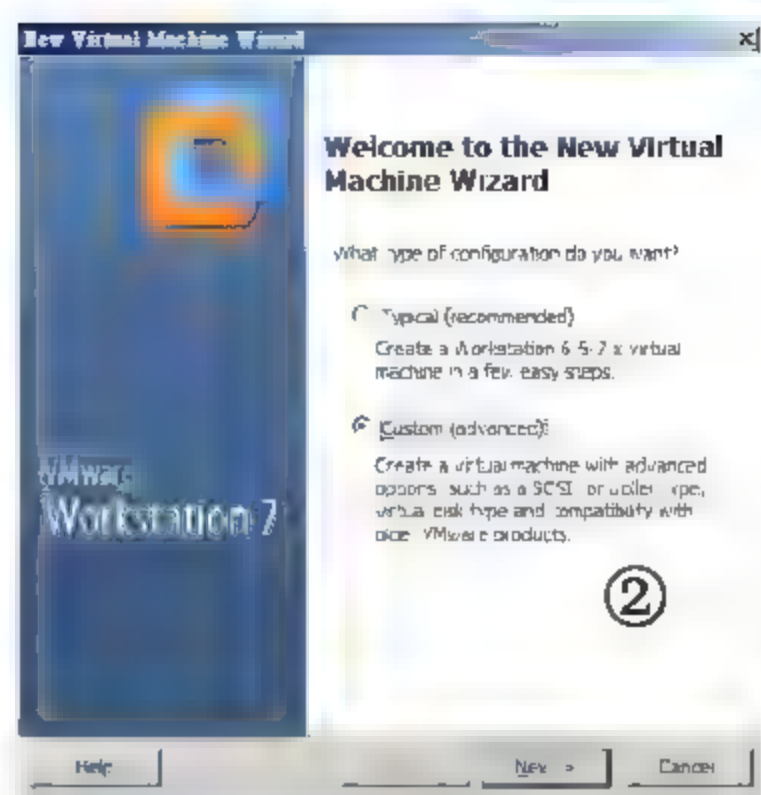 New Virtual Machine Wizard
Welcome to the New Virtual
Machine Wizard
What type of configuration do you want?
Typical (recommended)
Create a Workstation 6.5-7.x virtual
machine in a few easy steps.
Custom (advanced)
Create a virtual machine with advanced
options, such as a SCSI controller type,
virtual disk type and compatibility with
older VMware products.
VMware
Workstation 7
②
Help
Next >
Cancel